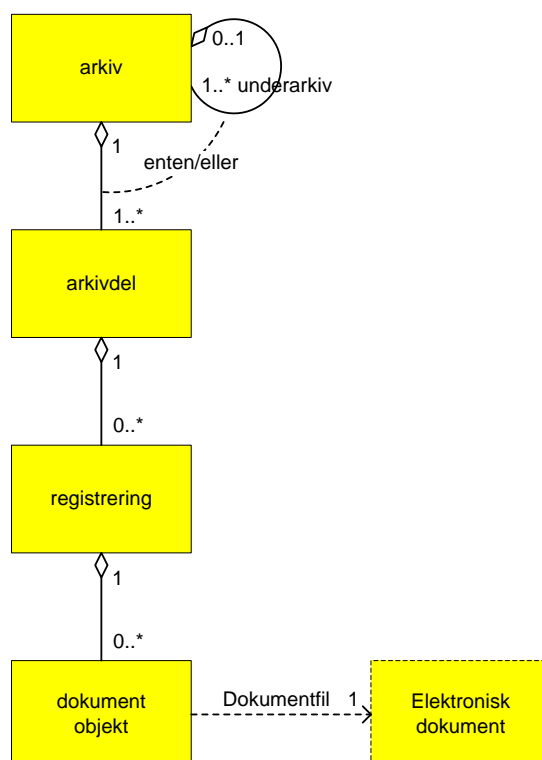 arkiv
0..1
1..* underarkiv
1
enten/eller
1..*
arkivdel
1
0..*
registrering
1
0..*
dokument
objekt
Dokumentfil 1
Elektronisk
dokument